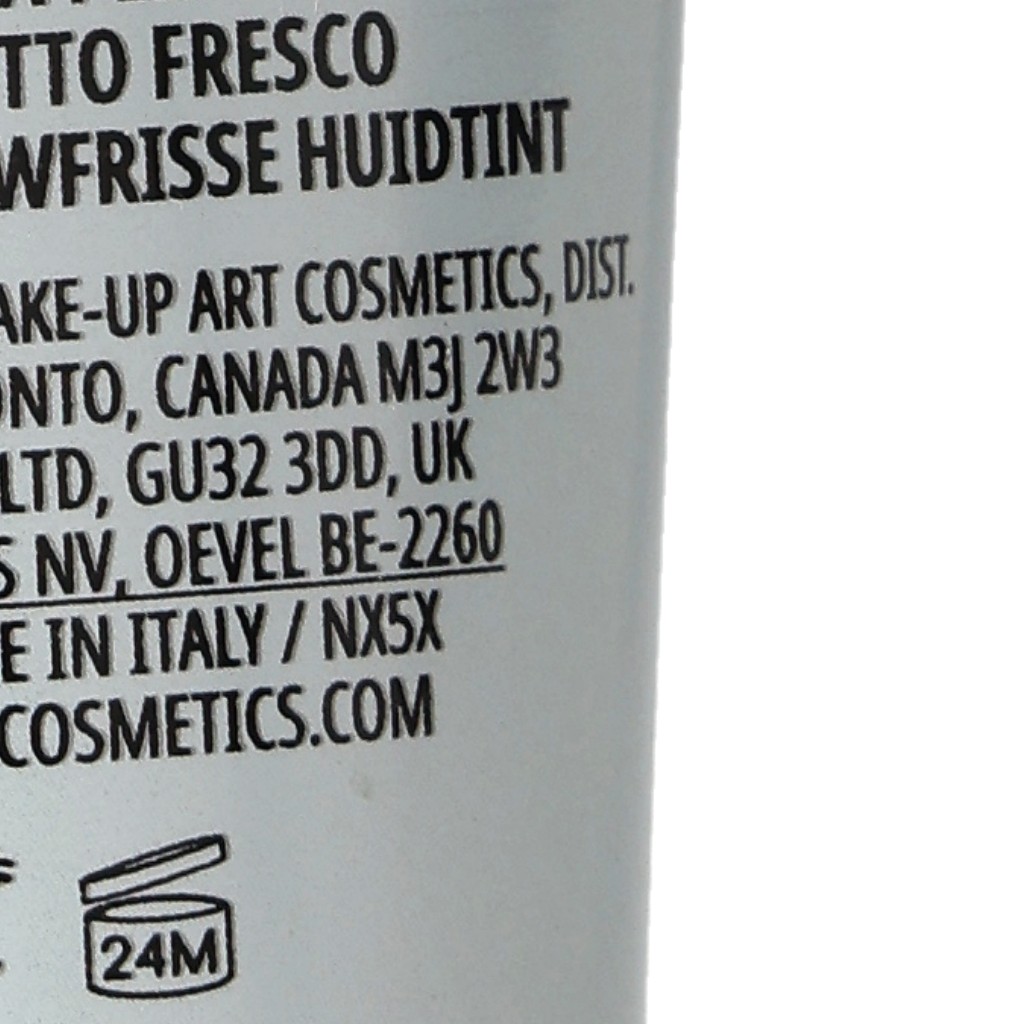 TTO FRESCO
WFRISSE HUIDTINT
AKE-UP ART COSMETICS, DIST.
ONTO, CANADA M3J 2W3
LTD, GU32 3DD, UK
S NV, OEVEL BE-2260
E IN ITALY / NX5X
COSMETICS.COM
24M